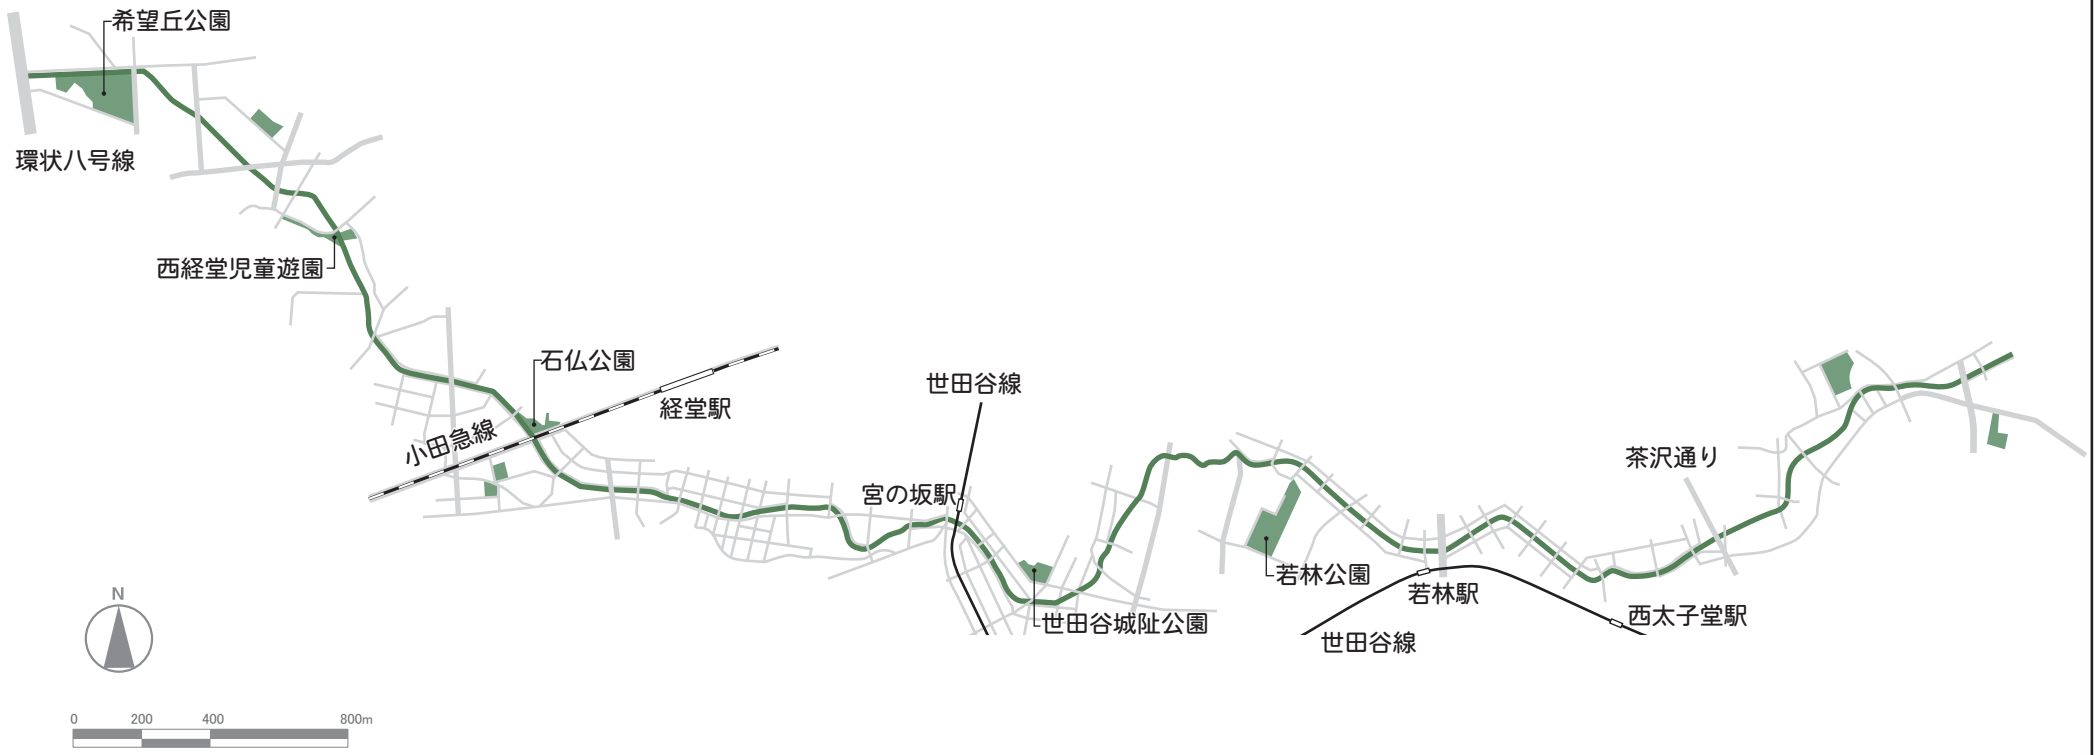 希望丘公園
環状八号線
西経堂児童遊園
石仏公園
経堂駅
小田急線
世田谷線
宮の坂駅
世田谷城阯公園
若林公園
若林駅
世田谷線
西太子堂駅
茶沢通り
N
0 200 400 800m